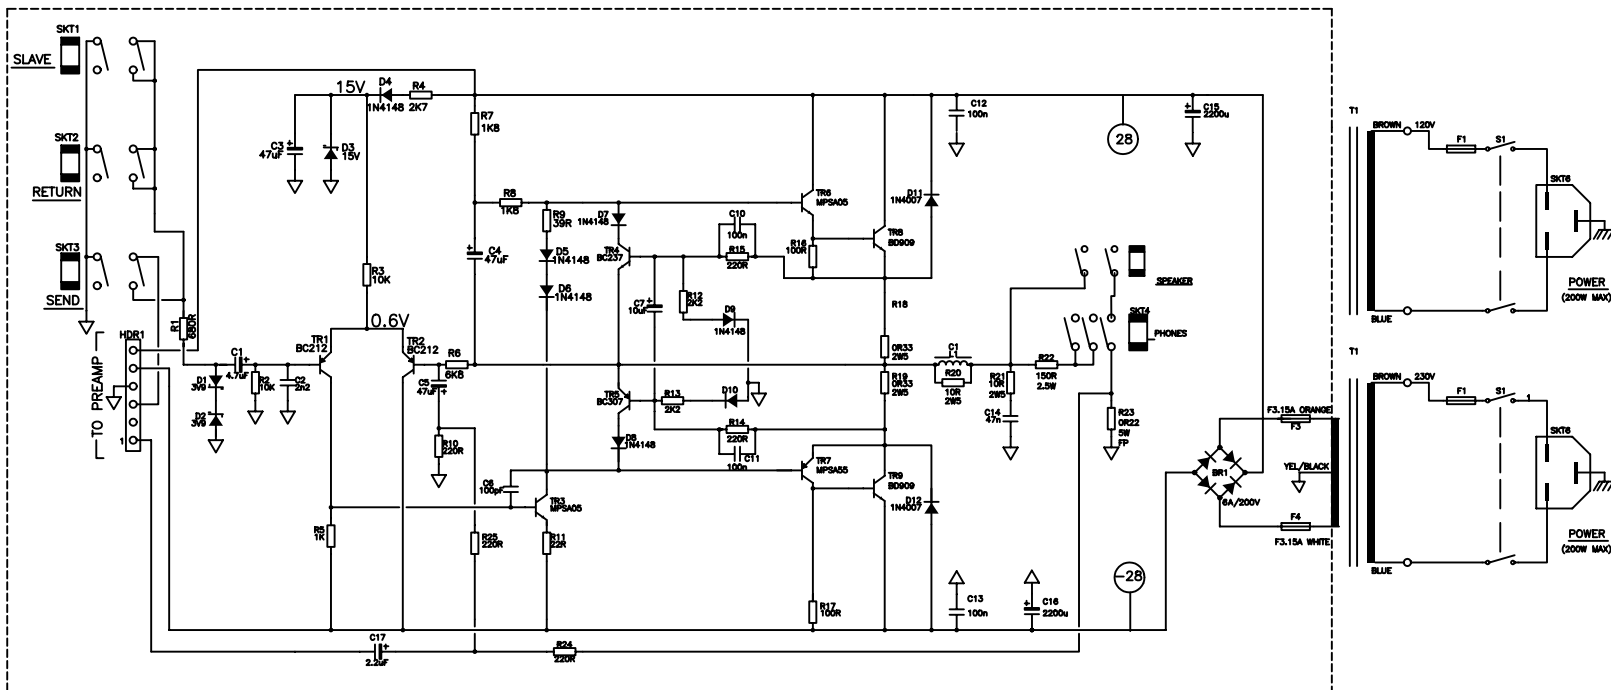 SKT1
SLAVE
SKT2
RETURN
SKT3
SEND
HDR1
TO PREAMP
1
R1
680R
D1
3V9
D2
3V9
C1
4.7uF
R2
10K
C2
2n2
C3
47uF
D3
15V
15V
D4
1N4148
R4
2K7
R3
10K
0.6V
TR1
BC212
TR2
BC212
R5
1K
R6
6K8
C5
47uF
R10
220R
R7
1K8
R8
1K8
C4
47uF
R9
39R
D5
1N4148
D6
1N4148
D7
1N4148
TR4
BC237
C10
100n
R15
220R
C7
10uF
R12
2K2
D9
1N4148
TR5
BC307
R13
2K2
D10
R14
220R
C11
100n
D8
1N4148
C6
100pF
TR3
MPSA05
R11
22R
R25
220R
C17
2.2uF
R24
220R
TR6
MPSA05
R16
100R
TR8
BD909
D11
1N4007
R18
0R33
2W5
R19
0R33
2W5
TR7
MPSA55
TR9
BD909
D12
1N4007
R17
100R
C12
100n
28
C15
2200u
C13
100n
C16
2200u
-28
R20
10R
2W5
R21
10R
2W5
C14
47n
R22
150R
2.5W
R23
0R22
5W
FP
SPEAKER
SKT4
PHONES
BR1
6A/200V
F3.15A ORANGE
F3
YEL/BLACK
F4
F3.15A WHITE
T1
BROWN
120V
F1
S1
SKT6
POWER
(200W MAX)
BLUE
T1
BROWN
230V
F1
S1
1
SKT6
POWER
(200W MAX)
BLUE